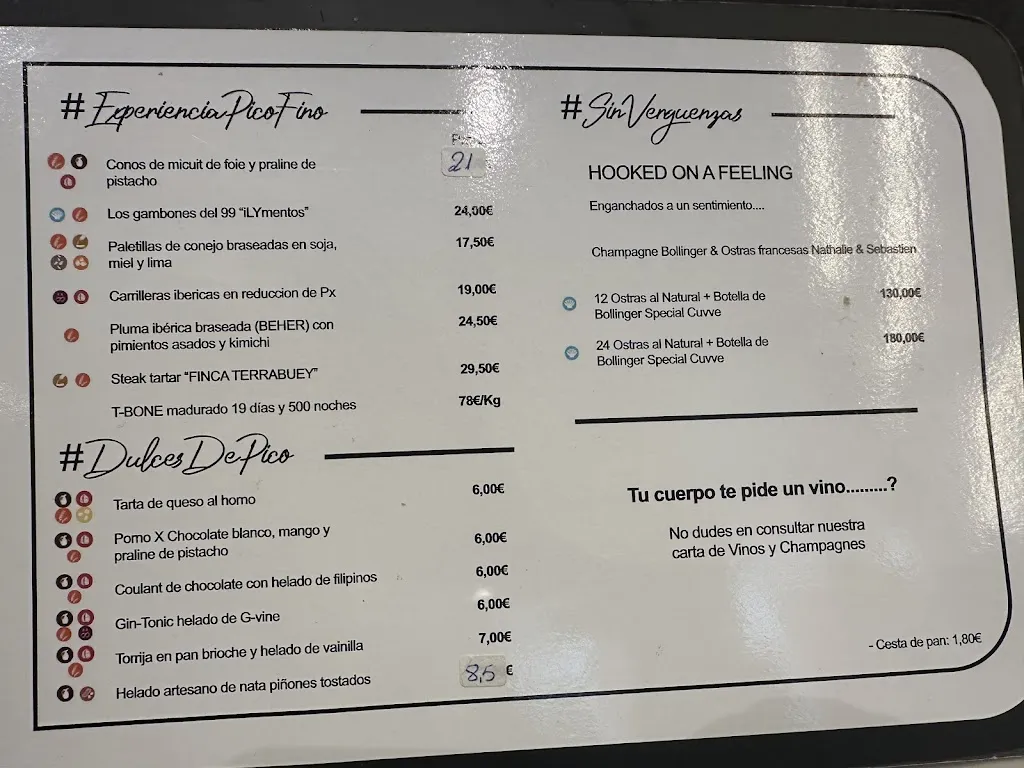 #ExperienciaPicoFino
Conos de micuit de foie y praline de
pistacho
21
Los gambones del 99 “iLYmentos”
24,00€
Paletillas de conejo braseadas en soja,
miel y lima
17,50€
Carrilleras ibericas en reduccion de Px
19,00€
Pluma ibérica braseada (BEHER) con
pimientos asados y kimichi
24,50€
Steak tartar “FINCA TERRABUEY”
29,50€
T-BONE madurado 19 días y 500 noches
78€/Kg
#DulcesDePico
Tarta de queso al horno
6,00€
Porno X Chocolate blanco, mango y
praline de pistacho
6,00€
Coulant de chocolate con helado de filipinos
6,00€
Gin-Tonic helado de G-vine
6,00€
Torrija en pan brioche y helado de vainilla
7,00€
Helado artesano de nata piñones tostados
8,5 €
#SinVerguenzas
HOOKED ON A FEELING
Enganchados a un sentimiento....
Champagne Bollinger & Ostras francesas Nathalie & Sebastien
12 Ostras al Natural + Botella de
Bollinger Special Cuvve
130,00€
24 Ostras al Natural + Botella de
Bollinger Special Cuvve
180,00€
Tu cuerpo te pide un vino.........?
No dudes en consultar nuestra
carta de Vinos y Champagnes
- Cesta de pan: 1,80€